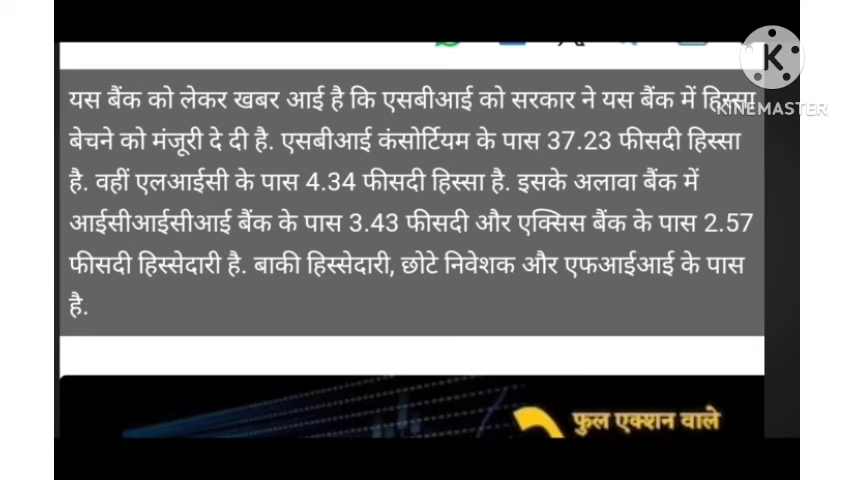 KINEMASTER
यस बैंक को लेकर खबर आई है कि एसबीआई को सरकार ने यस बैंक में हिस्सा
बेचने को मंजूरी दे दी है. एसबीआई कंसोर्टियम के पास 37.23 फीसदी हिस्सा
है. वहीं एलआईसी के पास 4.34 फीसदी हिस्सा है. इसके अलावा बैंक में
आईसीआईसीआई बैंक के पास 3.43 फीसदी और एक्सिस बैंक के पास 2.57
फीसदी हिस्सेदारी है. बाकी हिस्सेदारी, छोटे निवेशक और एफआईआई के पास
है.
फुल एक्शन वाले